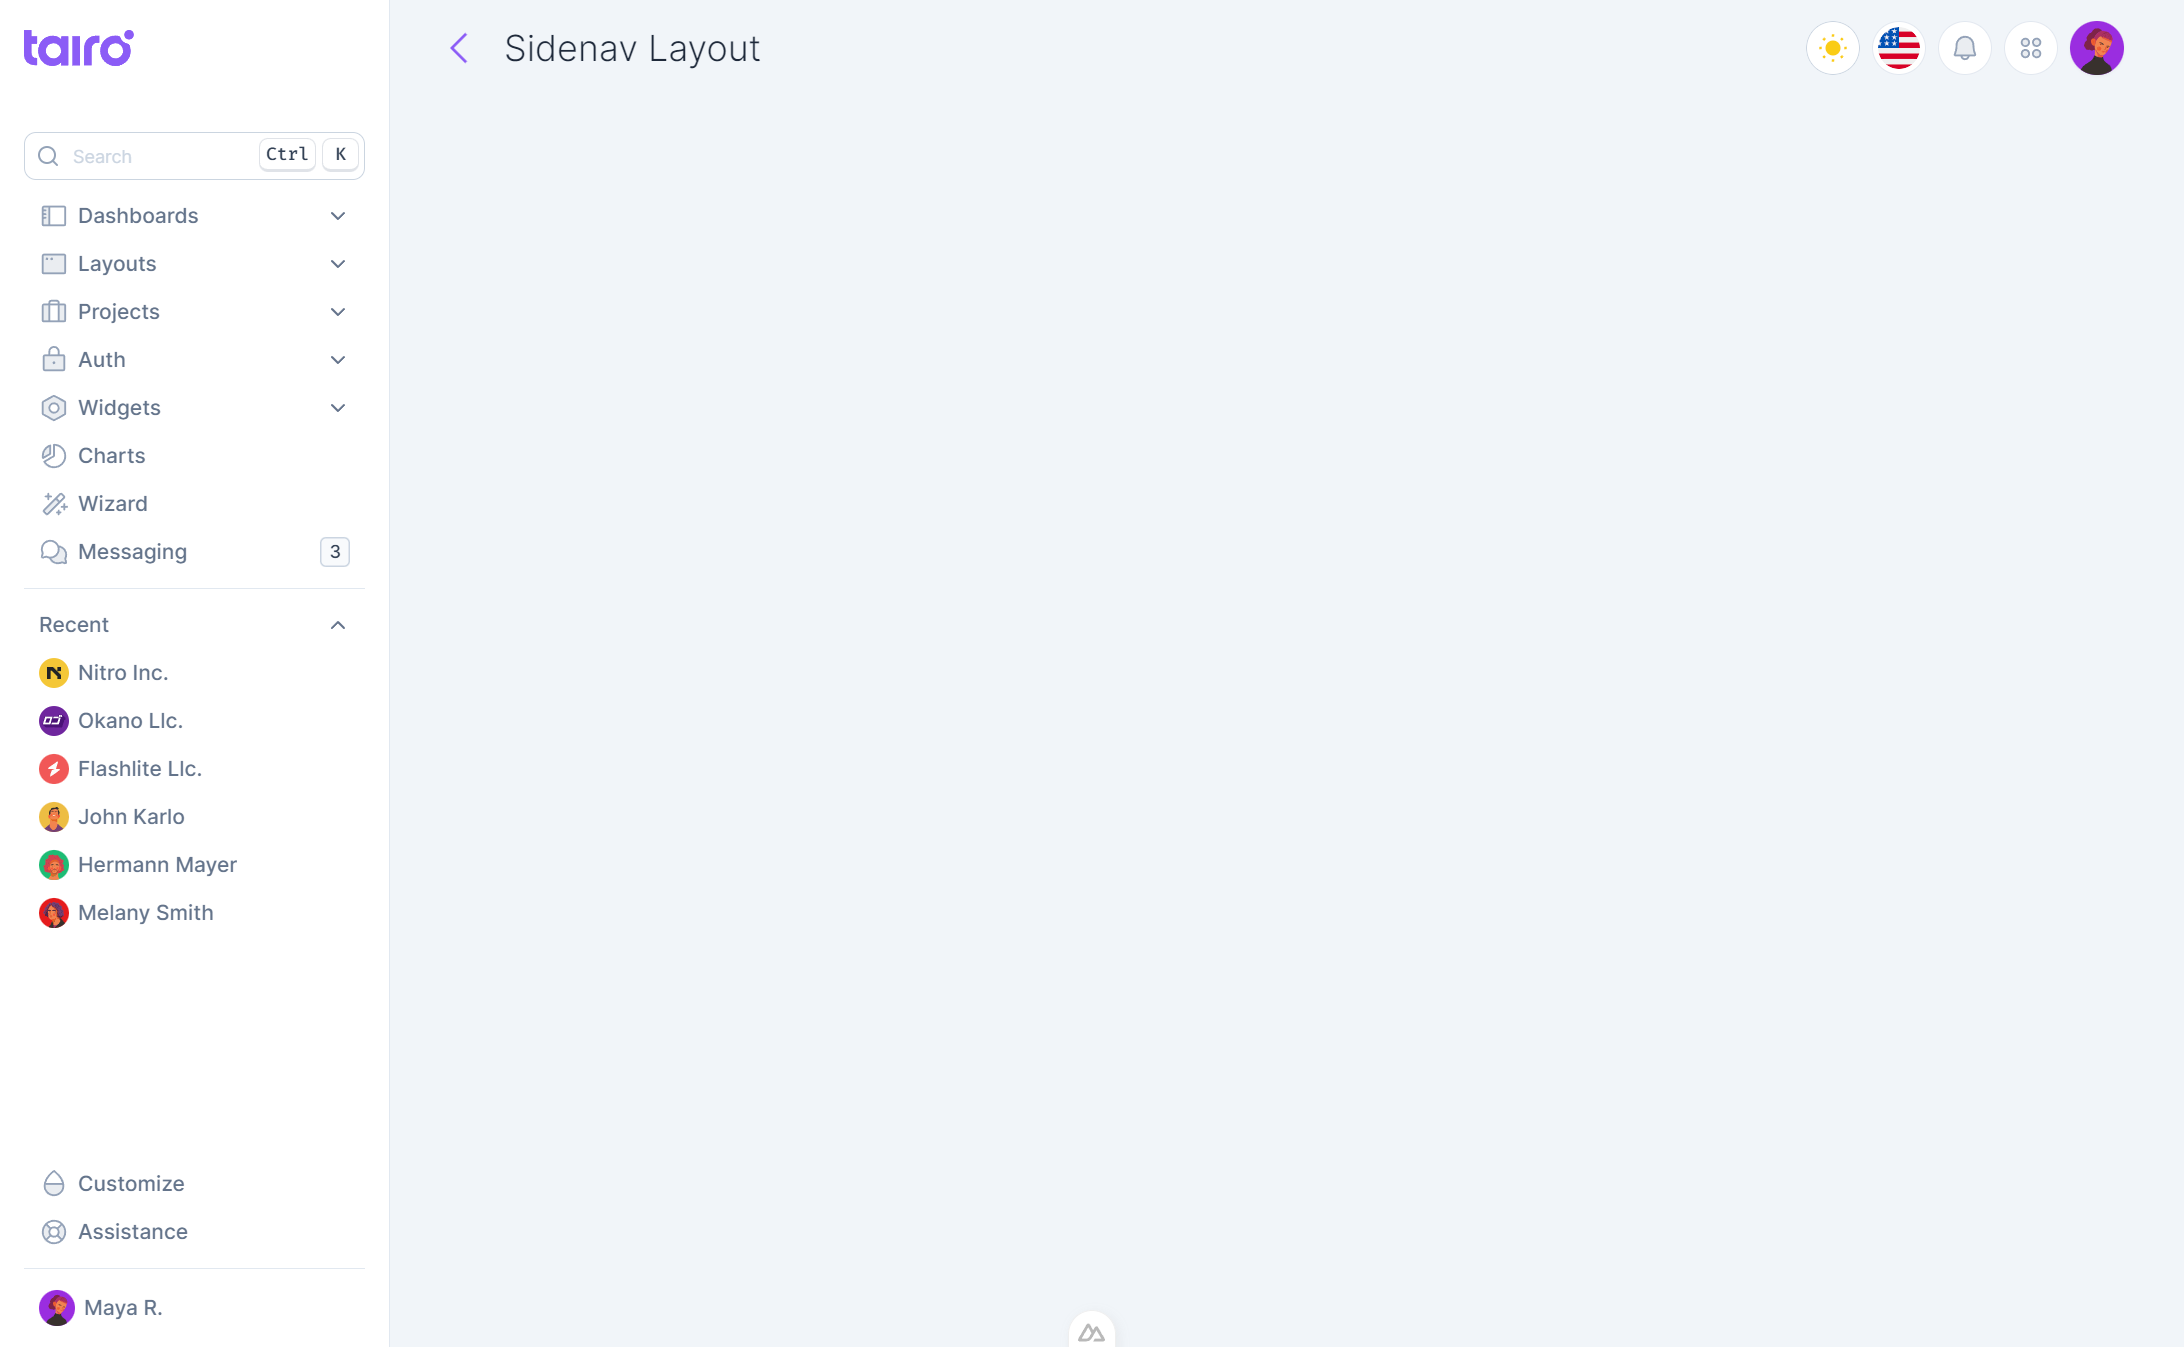 tairo
Sidenav Layout
Search Ctrl K
Dashboards
Layouts
Projects
Auth
Widgets
Charts
Wizard
Messaging 3
Recent
Nitro Inc.
Okano Llc.
Flashlite Llc.
John Karlo
Hermann Mayer
Melany Smith
Customize
Assistance
Maya R.